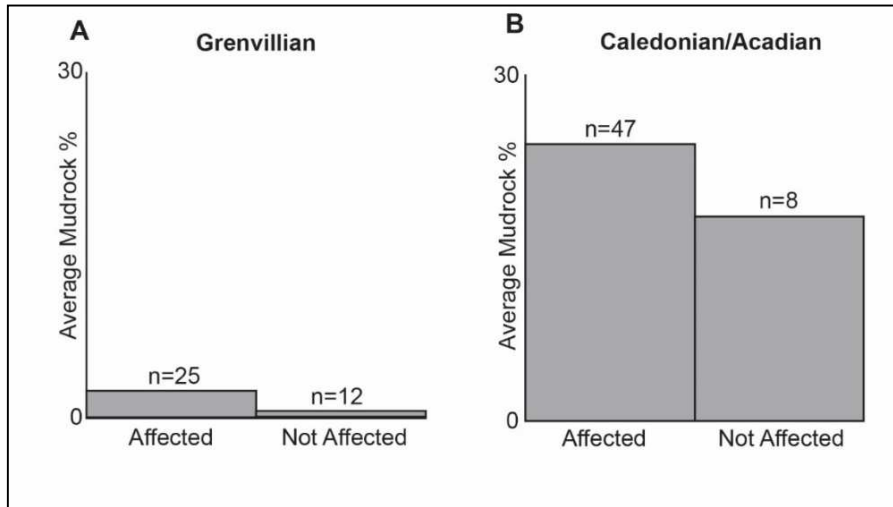 A
Grenvillian
30
Average Mudrock %
n=25
n=12
0
Affected
Not Affected
B
Caledonian/Acadian
30
Average Mudrock %
n=47
n=8
0
Affected
Not Affected